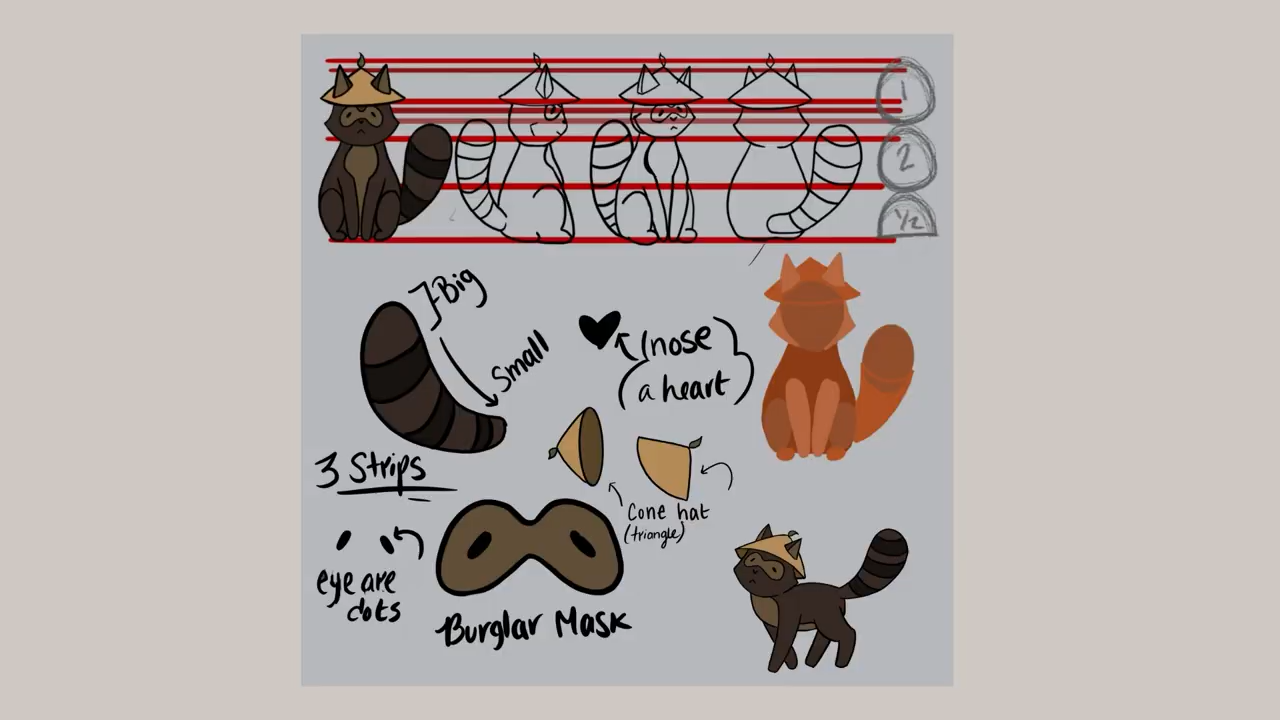 1
2
1/2
Big
Small
(nose
(a heart)
3 Strips
Cone hat
(triangle)
eye are
dots
Burglar Mask